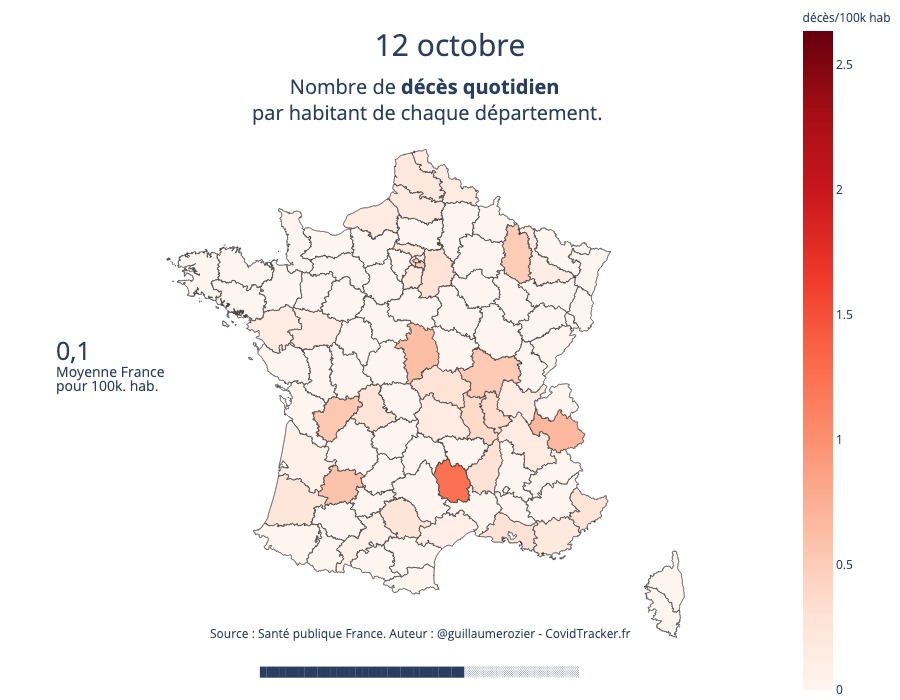 décès/100k hab
12 octobre
Nombre de décès quotidien
par habitant de chaque département.
2.5
2
1.5
1
0.5
0
0,1
Moyenne France
pour 100k. hab.
Source : Santé publique France. Auteur : @guillaumerozier - CovidTracker.fr